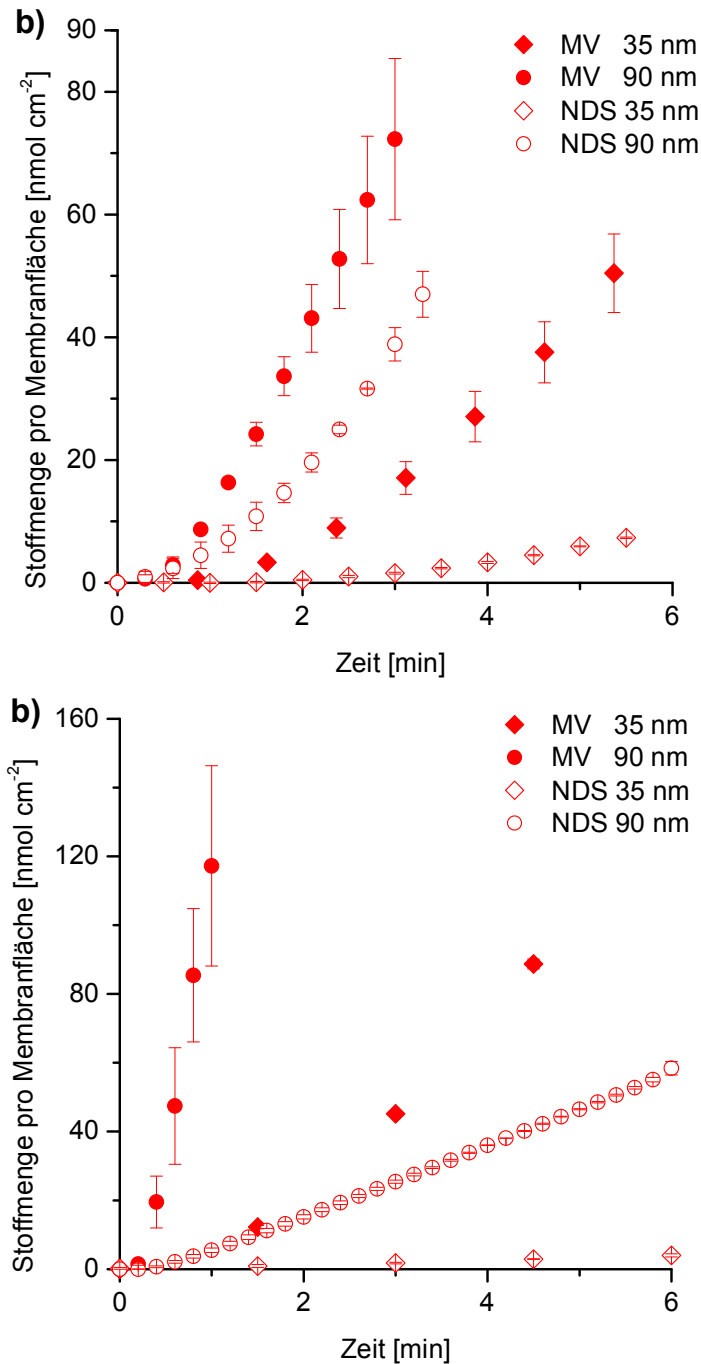 b)
Stoffmenge pro Membranfläche [nmol cm-2]
90
60
40
20
0
MV 35 nm
MV 90 nm
NDS 35 nm
NDS 90 nm
0 2 4 6
Zeit [min]
b)
Stoffmenge pro Membranfläche [nmol cm-2]
160
120
80
40
0
MV 35 nm
MV 90 nm
NDS 35 nm
NDS 90 nm
0 2 4 6
Zeit [min]